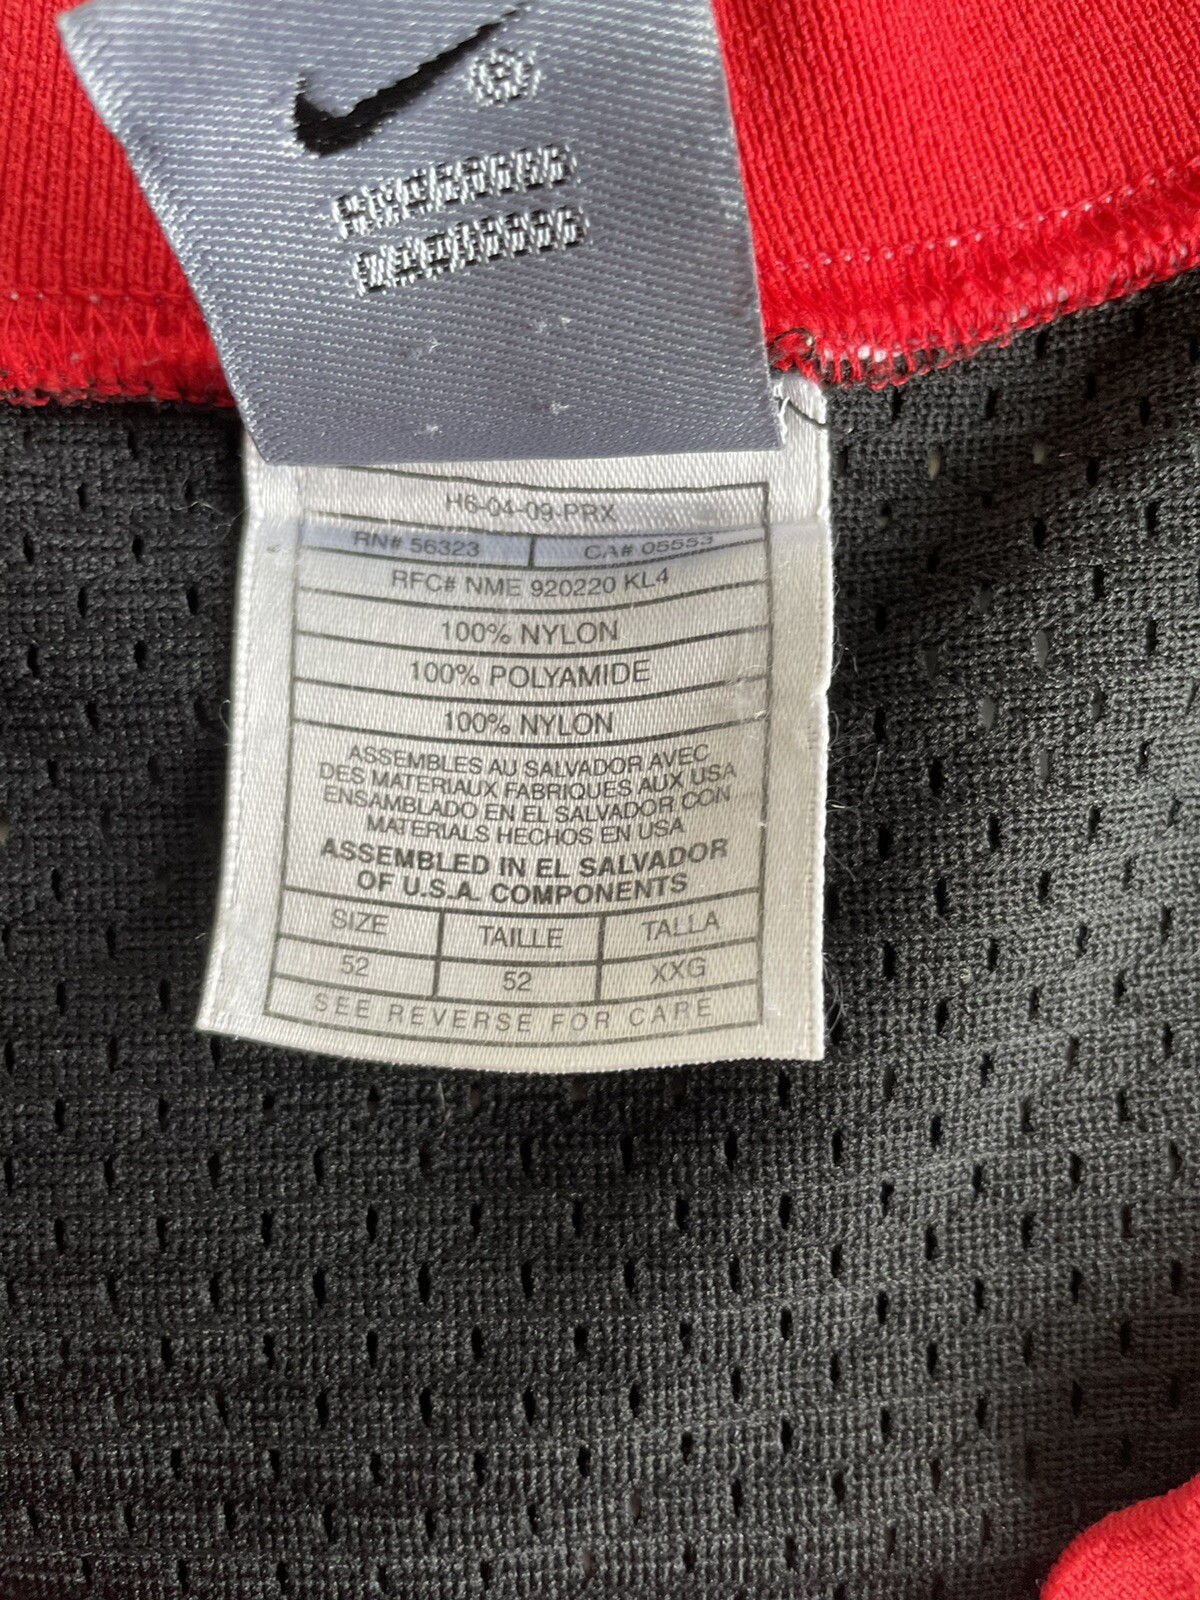 ®
H6-04-09-PRX
RN# 56323 CA# 05553
RFC# NME 920220 KL4
100% NYLON
100% POLYAMIDE
100% NYLON
ASSEMBLES AU SALVADOR AVEC
DES MATERIAUX FABRIQUES AUX USA
ENSAMBLADO EN EL SALVADOR CON
MATERIALS HECHOS EN USA
ASSEMBLED IN EL SALVADOR
OF U.S.A. COMPONENTS
SIZE TAILLE TALLA
52 52 XXG
SEE REVERSE FOR CARE